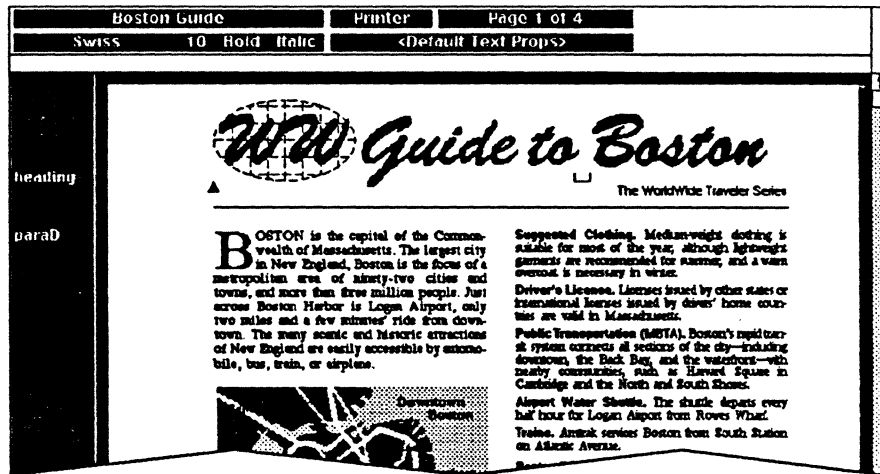 Boston Guide Printer Page 1 of 4
Swiss 10 Bold Italic <Default Text Props>
heading
paraD
WW Guide to Boston
The WorldWide Traveler Series
BOSTON is the capital of the Common-
wealth of Massachusetts. The largest city
in New England, Boston is the focus of a
metropolitan area of ninety-two cities and
towns, and more than three million people. Just
across Boston Harbor is Logan Airport, only
two miles and a few minutes' ride from down-
town. The many scenic and historic attractions
of New England are easily accessible by automo-
bile, bus, train, or airplane.
Downtown
Boston
Suggested Clothing. Medium-weight clothing is
suitable for most of the year, although lightweight
garments are recommended for summer, and a warm
overcoat is necessary in winter.
Driver's License. Licenses issued by other states or
international licenses issued by drivers' home coun-
tries are valid in Massachusetts.
Public Transportation (MBTA). Boston's rapid tran-
sit system connects all sections of the city—including
downtown, the Back Bay, and the waterfront—with
nearby communities, such as Harvard Square in
Cambridge and the North and South Shores.
Airport Water Shuttle. The shuttle departs every
half hour for Logan Airport from Rowes Wharf.
Trains. Amtrak services Boston from South Station
on Atlantic Avenue.